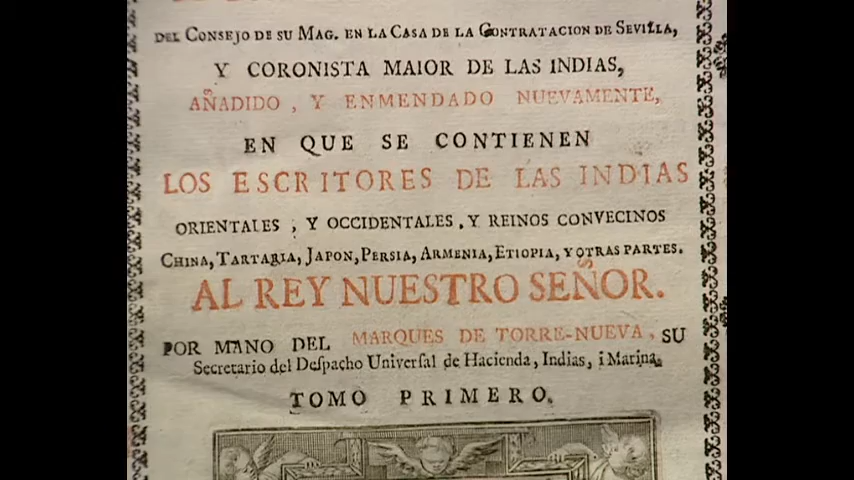 DEL CONSEJO DE SU MAG. EN LA CASA DE LA CONTRATACION DE SEVILLA,
Y CORONISTA MAIOR DE LAS INDIAS,
AÑADIDO, Y ENMENDADO NUEVAMENTE,
EN QUE SE CONTIENEN
LOS ESCRITORES DE LAS INDIAS
ORIENTALES, Y OCCIDENTALES, Y REINOS CONVECINOS
CHINA, TARTARIA, JAPON, PERSIA, ARMENIA, ETIOPIA, Y OTRAS PARTES.
AL REY NUESTRO SEÑOR.
POR MANO DEL MARQUES DE TORRE-NUEVA, SU
Secretario del Deſpacho Univerſal de Hacienda, Indias, i Marina.
TOMO PRIMERO.